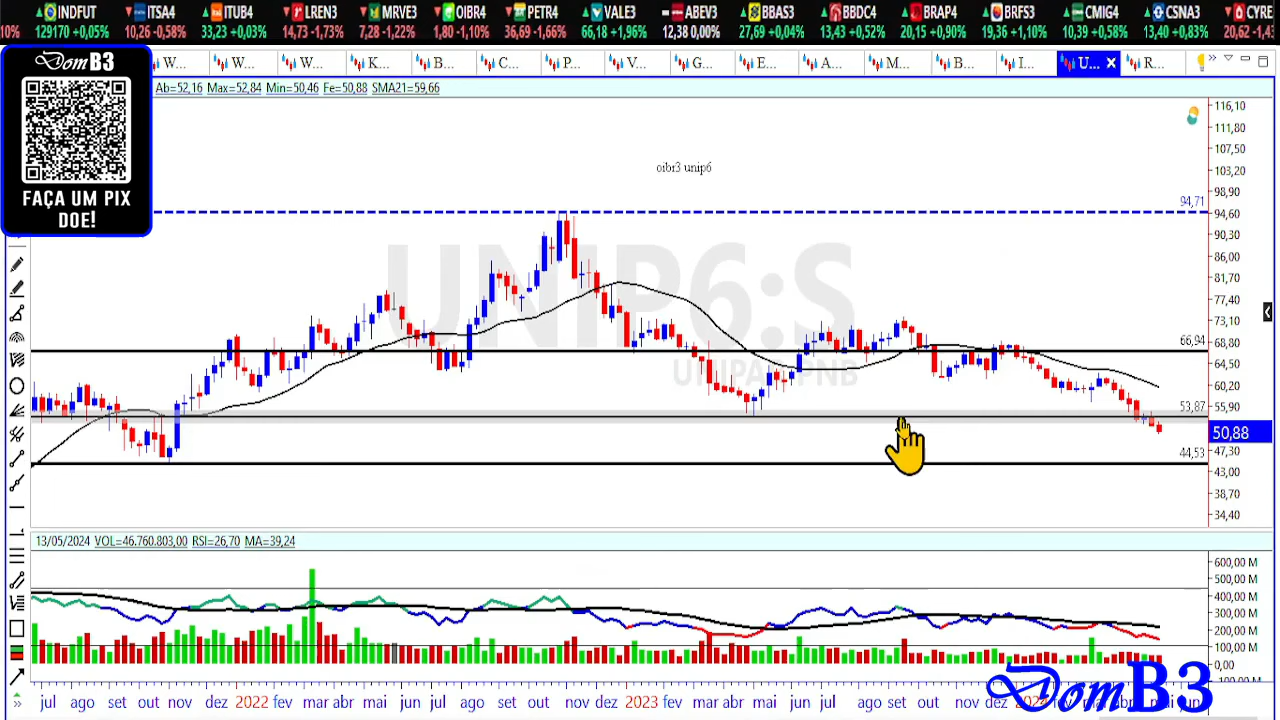 INDFUT ITSA4 ITUB4 LREN3 MRVE3 OIBR4 PETR4 VALE3 ABEV3 BBAS3 BBDC4 BRAP4 BRFS3 CMIG4 CSNA3 CYRE
10% 129170 +0,05% 10,26 -0,58% 33,23 +0,03% 14,73 -1,73% 7,28 -1,22% 1,80 -1,10% 36,69 -1,66% 66,18 +1,96% 12,38 0,00% 27,69 +0,04% 13,43 +0,52% 20,15 +0,90% 19,36 +1,10% 10,39 +0,58% 13,40 +0,83% 20,62 -1,43
DomB3
W... W... W... K... B... C... P... V... G... E... A... M... B... I... U... R...
Ab=52,16 Max=52,84 Min=50,46 Fe=50,88 SMA21=59,66
FAÇA UM PIX
DOE!
oibr3 unip6
UNIP6:S
UNIPAR PNB
116,10
111,80
107,50
103,20
98,90
94,71
94,60
90,30
86,00
81,70
77,40
73,10
66,94
68,80
64,50
60,20
53,87
55,90
50,88
44,53
47,30
43,00
38,70
34,40
13/05/2024 VOL=46.760.803,00 RSI=26,70 MA=39,24
600,00 M
500,00 M
400,00 M
300,00 M
200,00 M
100,00 M
0,00
100,00 M
jul ago set out nov dez 2022 fev mar abr mai jun jul ago set out nov dez 2023 fev mar abr mai jun jul ago set out nov dez 2024 mai jun
DomB3